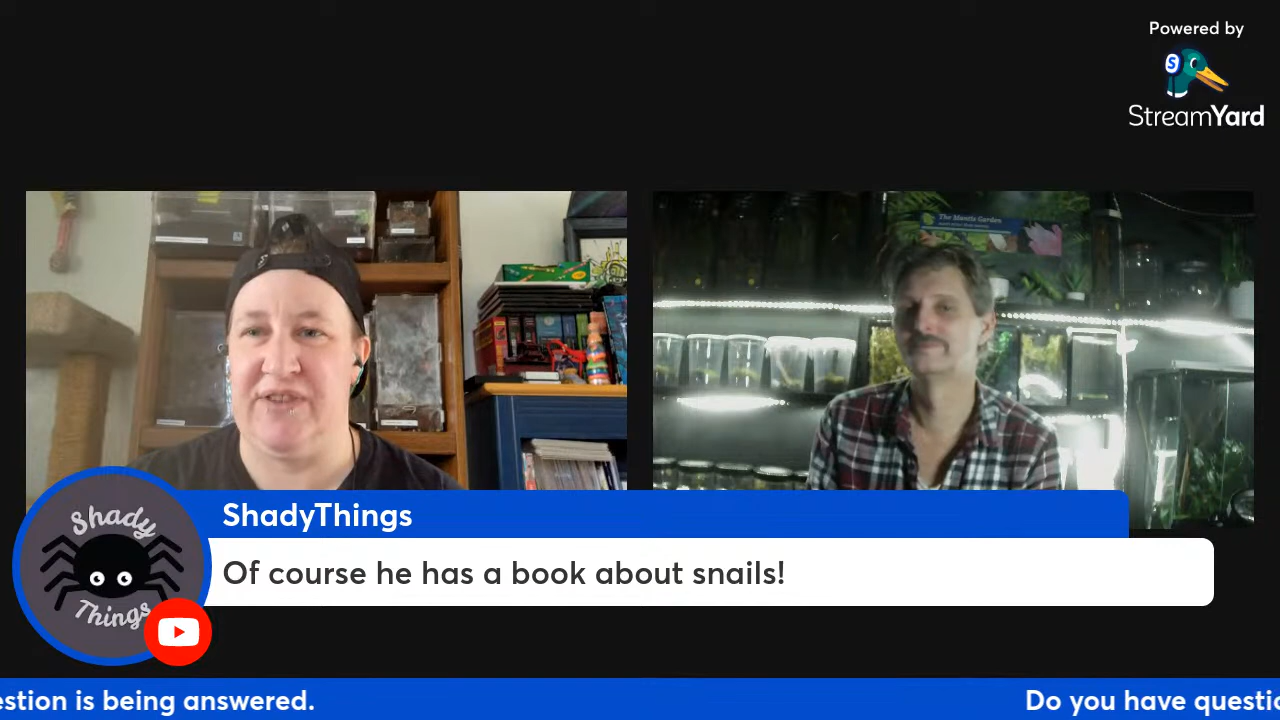 Powered by
S
StreamYard
The Mantis Garden
Shady
Things
ShadyThings
Of course he has a book about snails!
estion is being answered.
Do you have questio